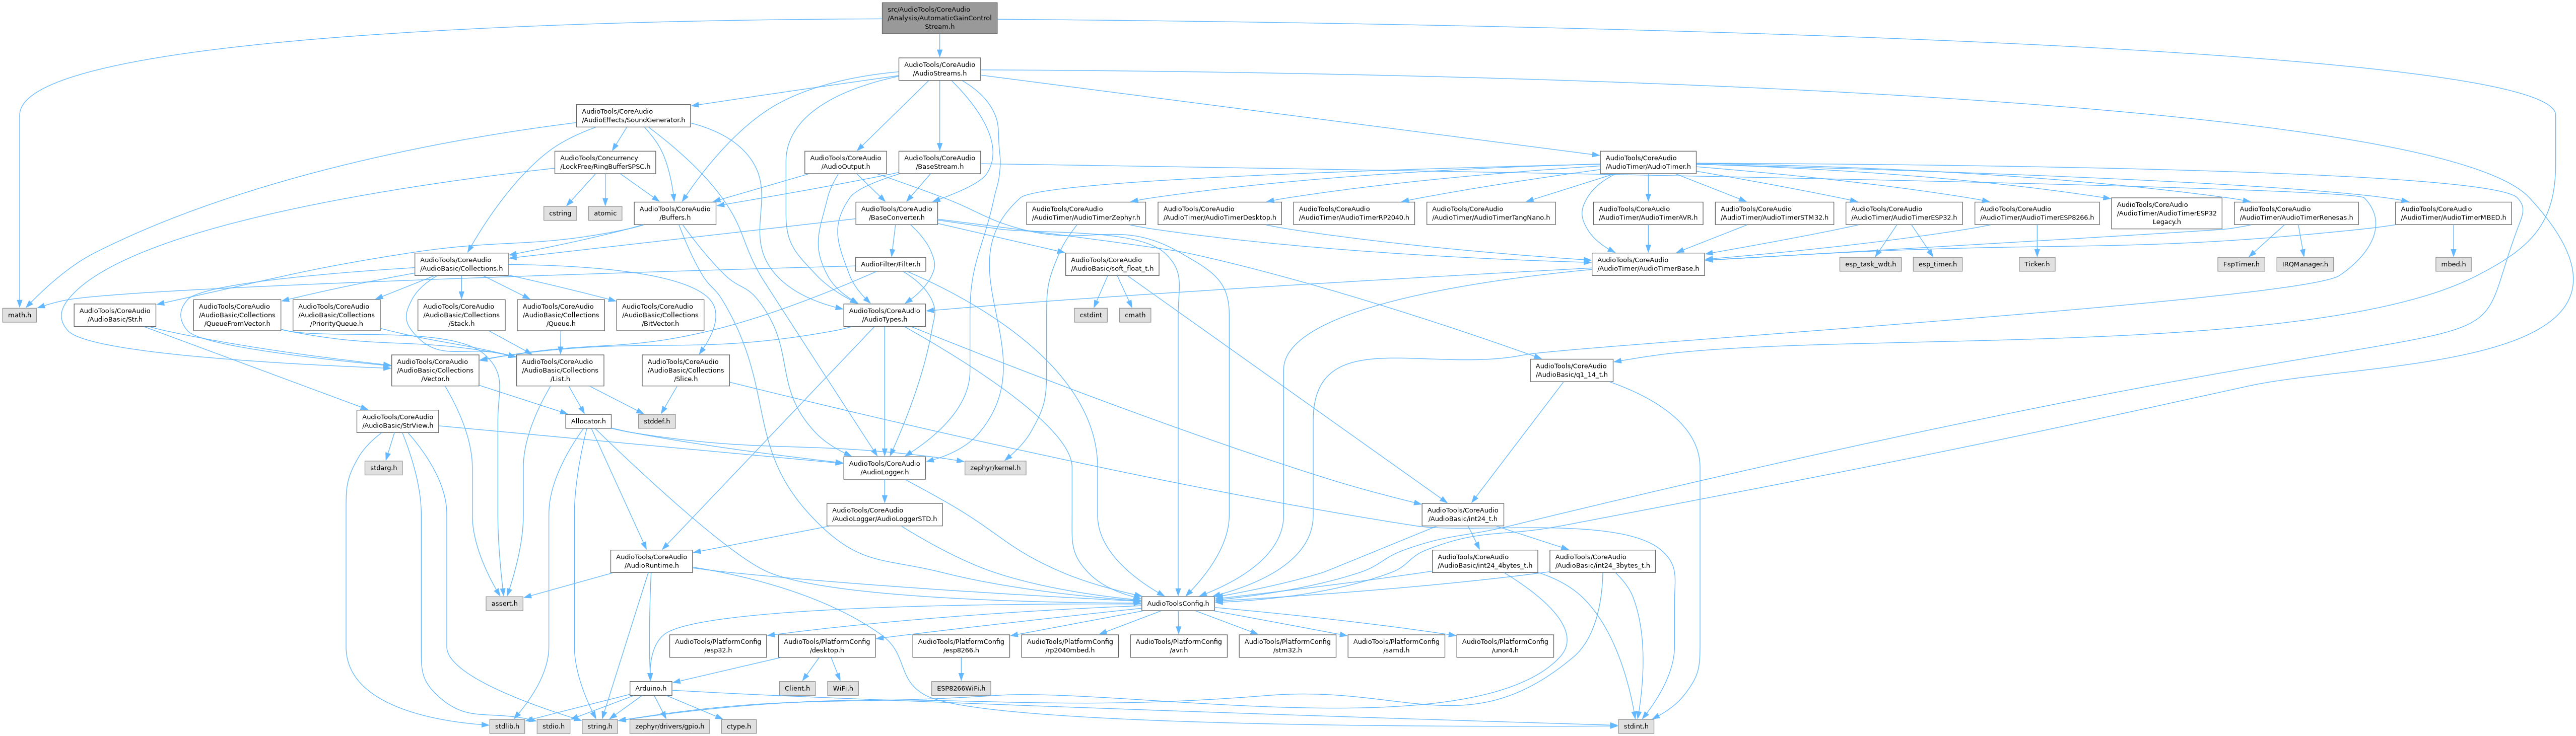 src/AudioTools/CoreAudio
/Analysis/AutomaticGainControl
Stream.h
AudioTools/CoreAudio
/AudioStreams.h
AudioTools/CoreAudio
/AudioEffects/SoundGenerator.h
AudioTools/Concurrency
/LockFree/RingBufferSPSC.h
AudioTools/CoreAudio
/AudioOutput.h
AudioTools/CoreAudio
/BaseStream.h
AudioTools/CoreAudio
/AudioTimer/AudioTimer.h
cstring
atomic
AudioTools/CoreAudio
/Buffers.h
AudioTools/CoreAudio
/BaseConverter.h
AudioTools/CoreAudio
/AudioTimer/AudioTimerZephyr.h
AudioTools/CoreAudio
/AudioTimer/AudioTimerDesktop.h
AudioTools/CoreAudio
/AudioTimer/AudioTimerRP2040.h
AudioTools/CoreAudio
/AudioTimer/AudioTimerTangNano.h
AudioTools/CoreAudio
/AudioTimer/AudioTimerAVR.h
AudioTools/CoreAudio
/AudioTimer/AudioTimerSTM32.h
AudioTools/CoreAudio
/AudioTimer/AudioTimerESP32.h
AudioTools/CoreAudio
/AudioTimer/AudioTimerESP8266.h
AudioTools/CoreAudio
/AudioTimer/AudioTimerESP32
Legacy.h
AudioTools/CoreAudio
/AudioTimer/AudioTimerRenesas.h
AudioTools/CoreAudio
/AudioTimer/AudioTimerMBED.h
AudioTools/CoreAudio
/AudioBasic/Collections.h
AudioFilter/Filter.h
AudioTools/CoreAudio
/AudioBasic/soft_float_t.h
AudioTools/CoreAudio
/AudioTimer/AudioTimerBase.h
esp_task_wdt.h
esp_timer.h
Ticker.h
FspTimer.h
IRQManager.h
mbed.h
math.h
AudioTools/CoreAudio
/AudioBasic/Str.h
AudioTools/CoreAudio
/AudioBasic/Collections
/QueueFromVector.h
AudioTools/CoreAudio
/AudioBasic/Collections
/PriorityQueue.h
AudioTools/CoreAudio
/AudioBasic/Collections
/Stack.h
AudioTools/CoreAudio
/AudioBasic/Collections
/Queue.h
AudioTools/CoreAudio
/AudioBasic/Collections
/BitVector.h
AudioTools/CoreAudio
/AudioTypes.h
cstdint
cmath
AudioTools/CoreAudio
/AudioBasic/Collections
/Vector.h
AudioTools/CoreAudio
/AudioBasic/Collections
/List.h
AudioTools/CoreAudio
/AudioBasic/Collections
/Slice.h
AudioTools/CoreAudio
/AudioBasic/q1_14_t.h
AudioTools/CoreAudio
/AudioBasic/StrView.h
Allocator.h
stddef.h
stdarg.h
AudioTools/CoreAudio
/AudioLogger.h
zephyr/kernel.h
AudioTools/CoreAudio
/AudioLogger/AudioLoggerSTD.h
AudioTools/CoreAudio
/AudioBasic/int24_t.h
AudioTools/CoreAudio
/AudioRuntime.h
AudioTools/CoreAudio
/AudioBasic/int24_4bytes_t.h
AudioTools/CoreAudio
/AudioBasic/int24_3bytes_t.h
assert.h
AudioToolsConfig.h
AudioTools/PlatformConfig
/esp32.h
AudioTools/PlatformConfig
/desktop.h
AudioTools/PlatformConfig
/esp8266.h
AudioTools/PlatformConfig
/rp2040mbed.h
AudioTools/PlatformConfig
/avr.h
AudioTools/PlatformConfig
/stm32.h
AudioTools/PlatformConfig
/samd.h
AudioTools/PlatformConfig
/unor4.h
Arduino.h
Client.h
WiFi.h
ESP8266WiFi.h
stdlib.h
stdio.h
string.h
zephyr/drivers/gpio.h
ctype.h
stdint.h